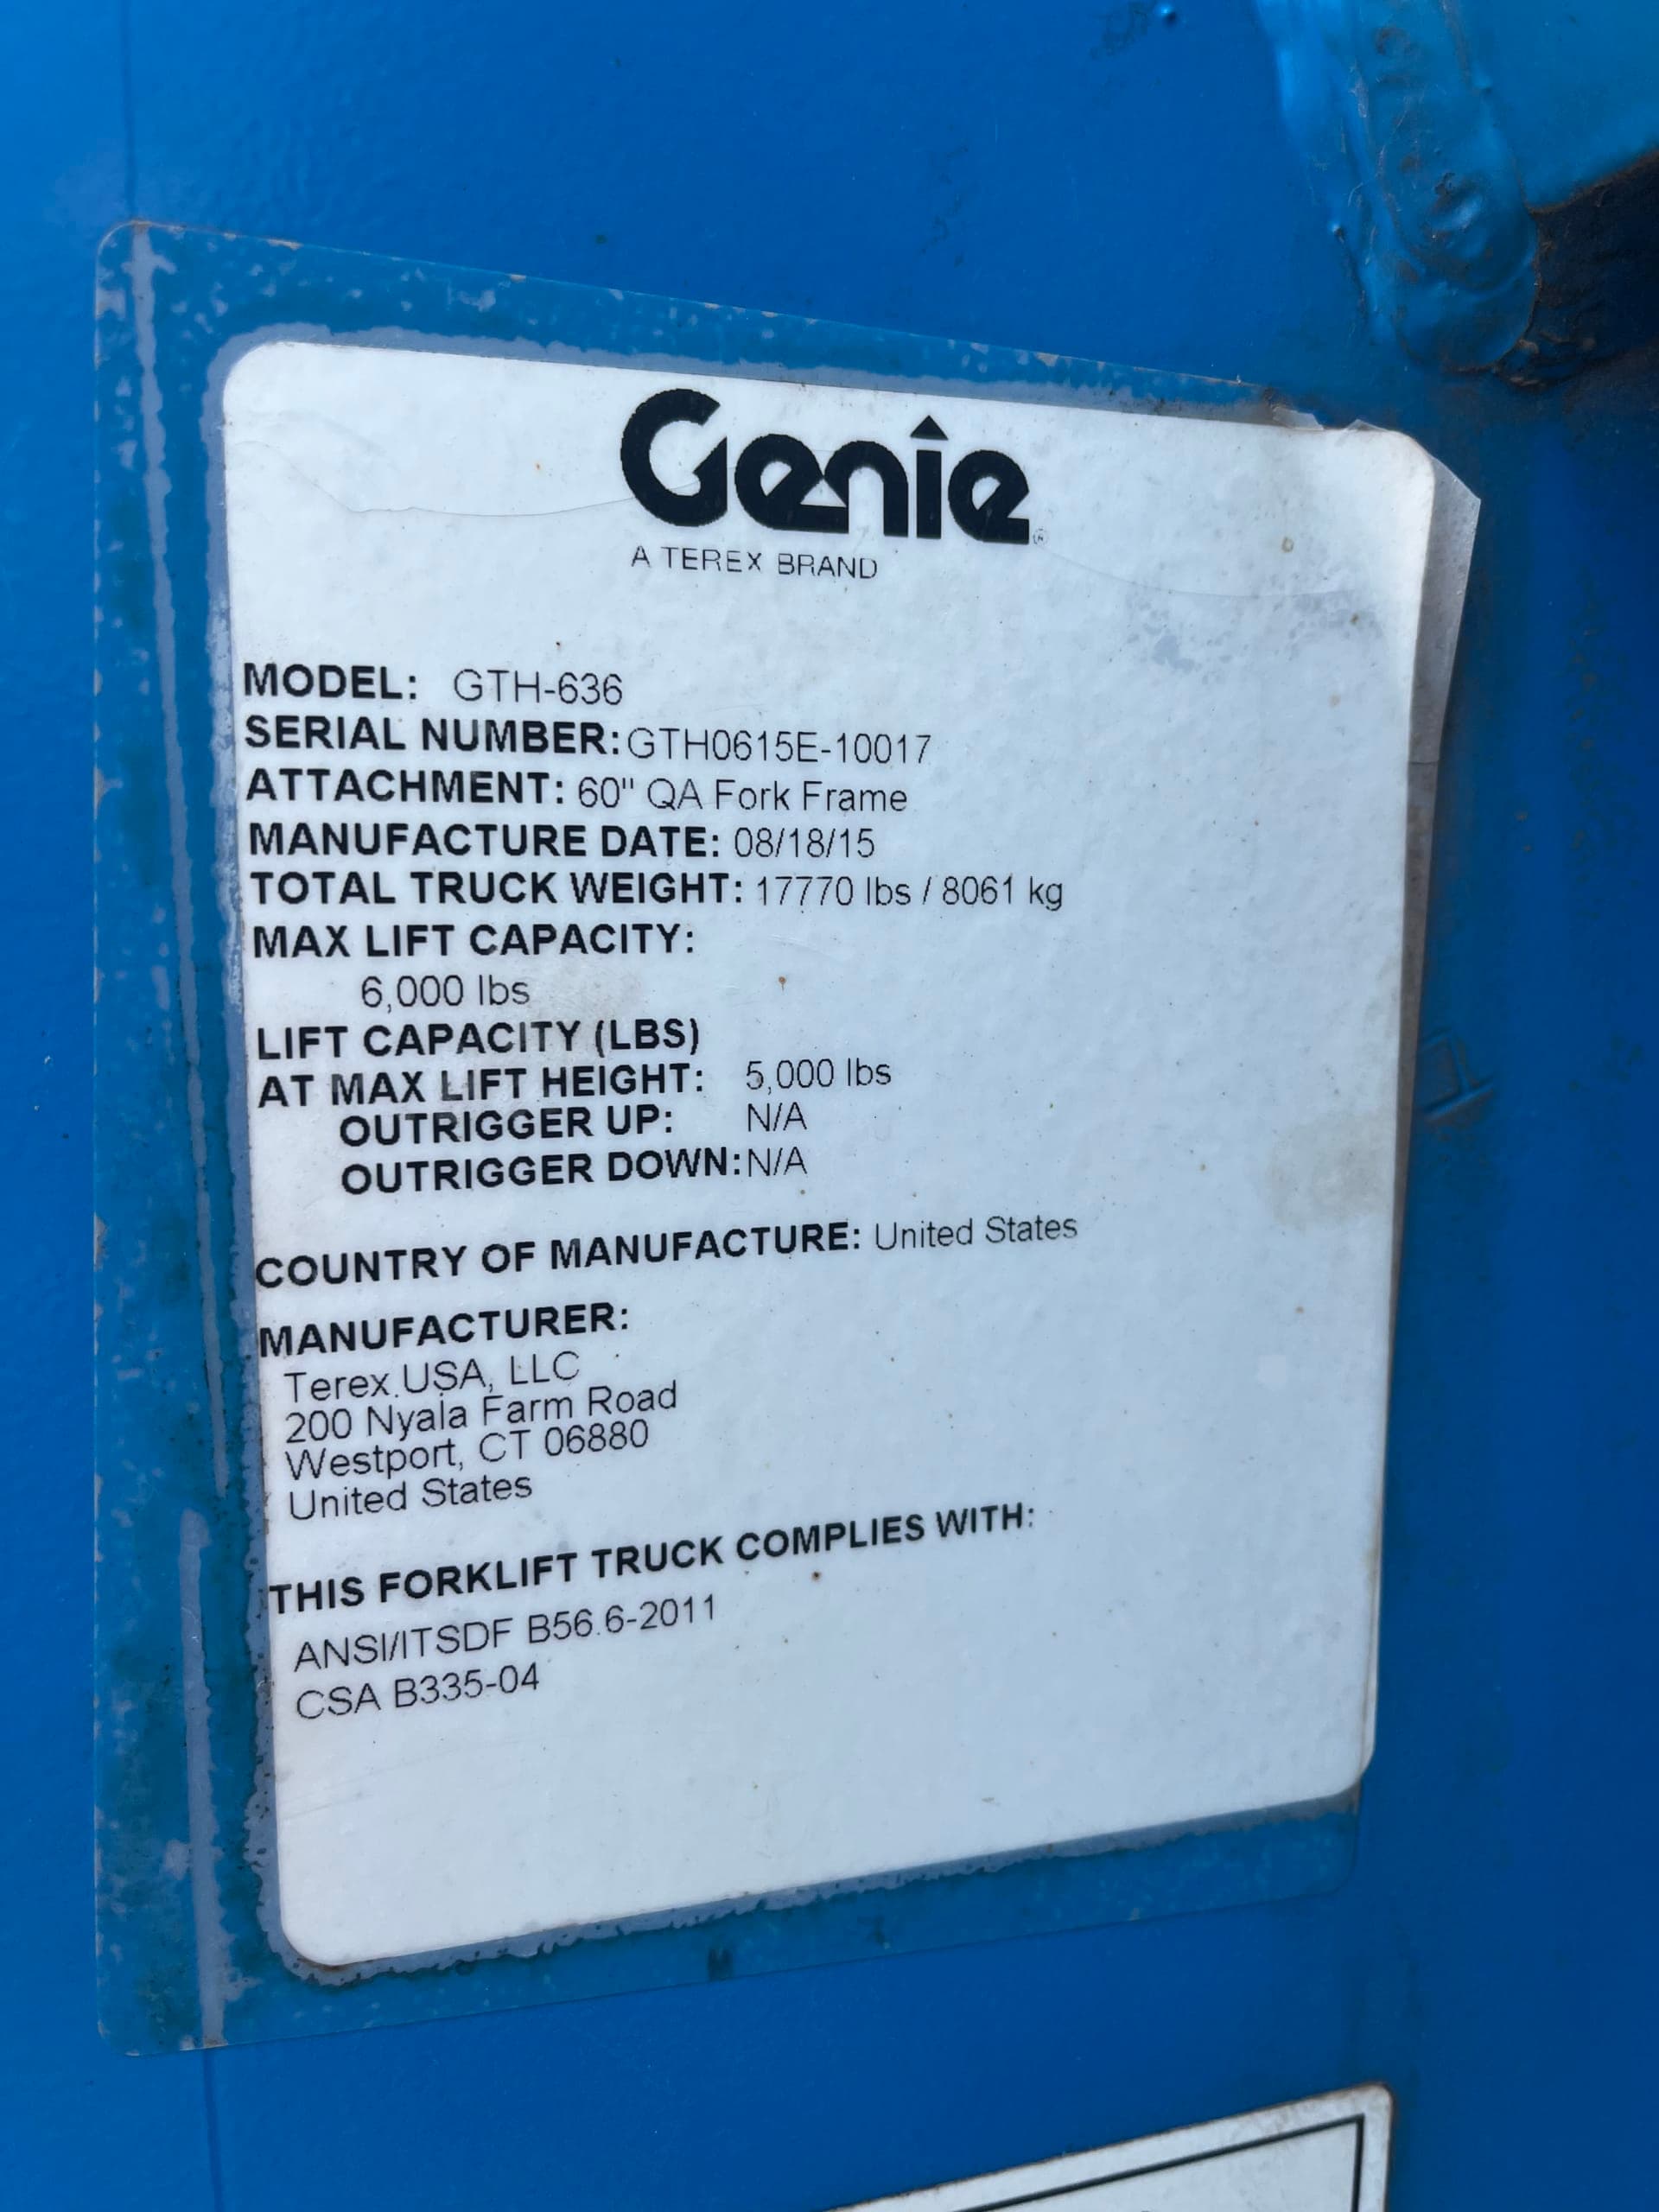 Genie®
A TEREX BRAND
MODEL: GTH-636
SERIAL NUMBER: GTH0615E-10017
ATTACHMENT: 60" QA Fork Frame
MANUFACTURE DATE: 08/18/15
TOTAL TRUCK WEIGHT: 17770 lbs / 8061 kg
MAX LIFT CAPACITY:
6,000 lbs
LIFT CAPACITY (LBS)
AT MAX LIFT HEIGHT: 5,000 lbs
OUTRIGGER UP: N/A
OUTRIGGER DOWN: N/A
COUNTRY OF MANUFACTURE: United States
MANUFACTURER:
Terex USA, LLC
200 Nyala Farm Road
Westport, CT 06880
United States
THIS FORKLIFT TRUCK COMPLIES WITH:
ANSI/ITSDF B56.6-2011
CSA B335-04